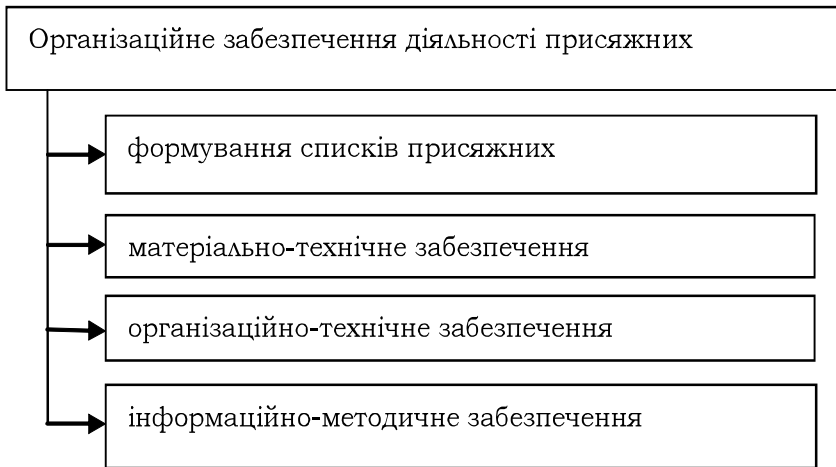 Організаційне забезпечення діяльності присяжних
формування списків присяжних
матеріально-технічне забезпечення
організаційно-технічне забезпечення
інформаційно-методичне забезпечення